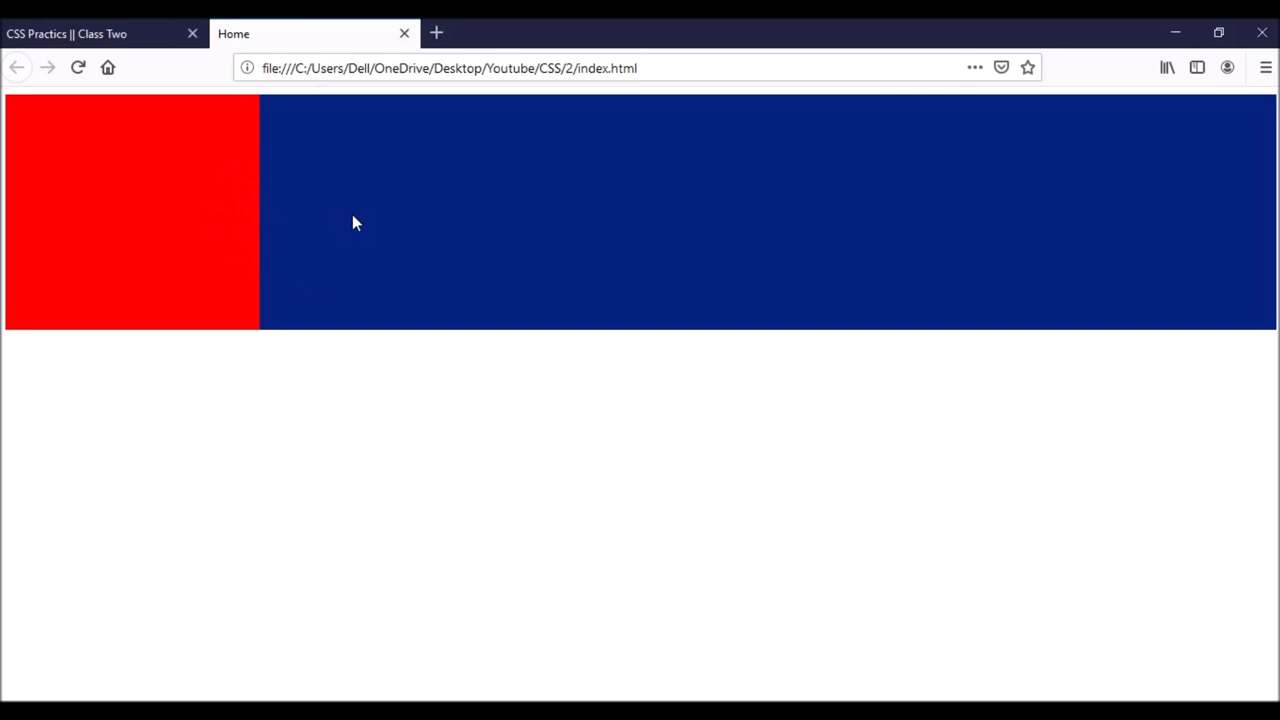 CSS Practics || Class Two
Home
file:///C:/Users/Dell/OneDrive/Desktop/Youtube/CSS/2/index.html